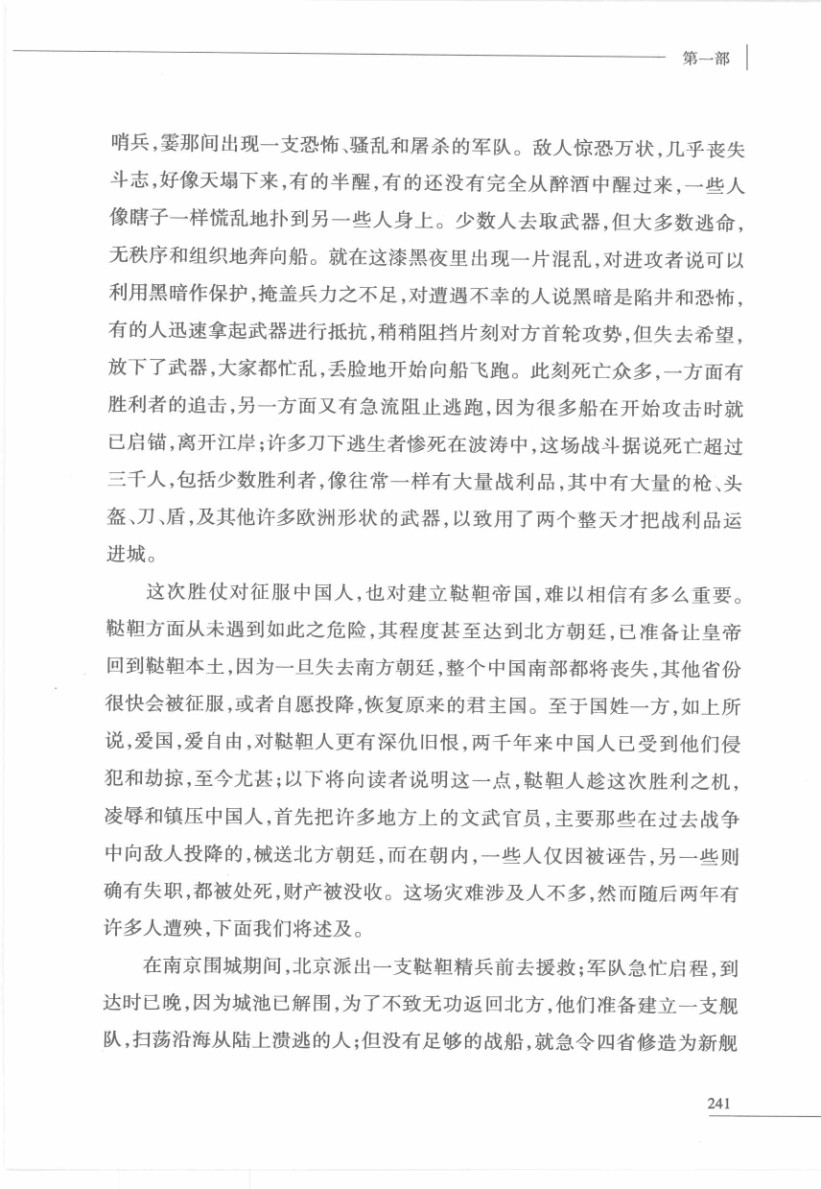 第一部
哨兵,霎那间出现一支恐怖、骚乱和屠杀的军队。敌人惊恐万状,几乎丧失
斗志,好像天塌下来,有的半醒,有的还没有完全从醉酒中醒过来,一些人
像瞎子一样慌乱地扑到另一些人身上。少数人去取武器,但大多数逃命,
无秩序和组织地奔向船。就在这漆黑夜里出现一片混乱,对进攻者说可以
利用黑暗作保护,掩盖兵力之不足,对遭遇不幸的人说黑暗是陷井和恐怖,
有的人迅速拿起武器进行抵抗,稍稍阻挡片刻对方首轮攻势,但失去希望,
放下了武器,大家都忙乱,丢脸地开始向船飞跑。此刻死亡众多,一方面有
胜利者的追击,另一方面又有急流阻止逃跑,因为很多船在开始攻击时就
已启锚,离开江岸;许多刀下逃生者惨死在波涛中,这场战斗据说死亡超过
三千人,包括少数胜利者,像往常一样有大量战利品,其中有大量的枪、头
盔、刀、盾,及其他许多欧洲形状的武器,以致用了两个整天才把战利品运
进城。
这次胜仗对征服中国人,也对建立鞑靼帝国,难以相信有多么重要。
鞑靼方面从未遇到如此之危险,其程度甚至达到北方朝廷,已准备让皇帝
回到鞑靼本土,因为一旦失去南方朝廷,整个中国南部都将丧失,其他省份
很快会被征服,或者自愿投降,恢复原来的君主国。至于国姓一方,如上所
说,爱国,爱自由,对鞑靼人更有深仇旧恨,两千年来中国人已受到他们侵
犯和劫掠,至今尤甚;以下将向读者说明这一点,鞑靼人趁这次胜利之机,
凌辱和镇压中国人,首先把许多地方上的文武官员,主要那些在过去战争
中向敌人投降的,械送北方朝廷,而在朝内,一些人仅因被诬告,另一些则
确有失职,都被处死,财产被没收。这场灾难涉及人不多,然而随后两年有
许多人遭殃,下面我们将述及。
在南京围城期间,北京派出一支鞑靼精兵前去援救;军队急忙启程,到
达时已晚,因为城池已解围,为了不致无功返回北方,他们准备建立一支舰
队,扫荡沿海从陆上溃逃的人;但没有足够的战船,就急令四省修造为新舰
241